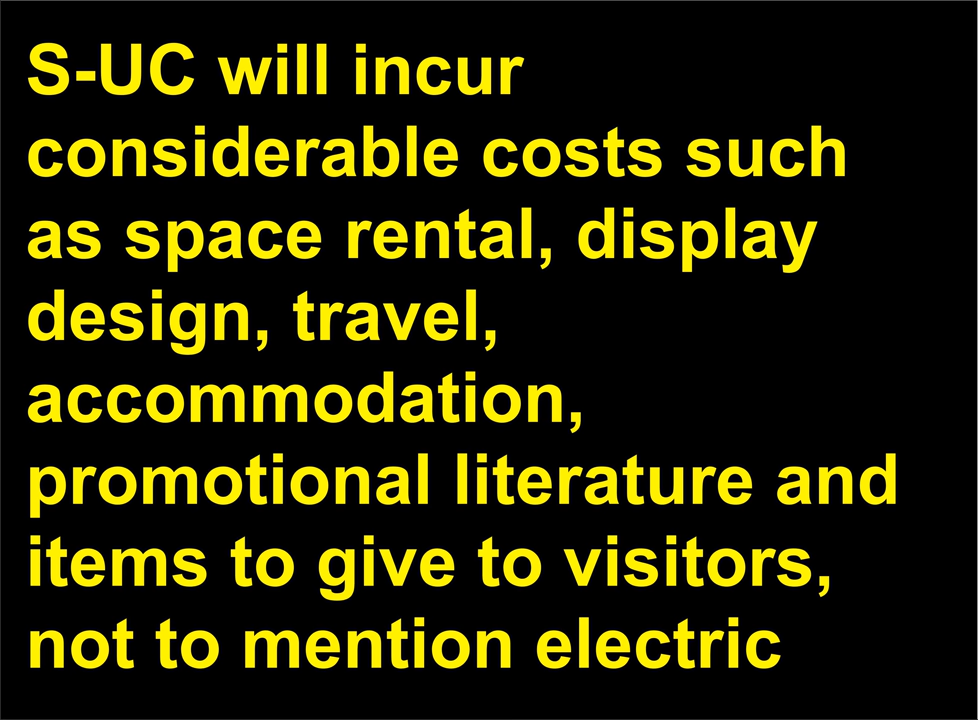 S-UC will incur
considerable costs such
as space rental, display
design, travel,
accommodation,
promotional literature and
items to give to visitors,
not to mention electric